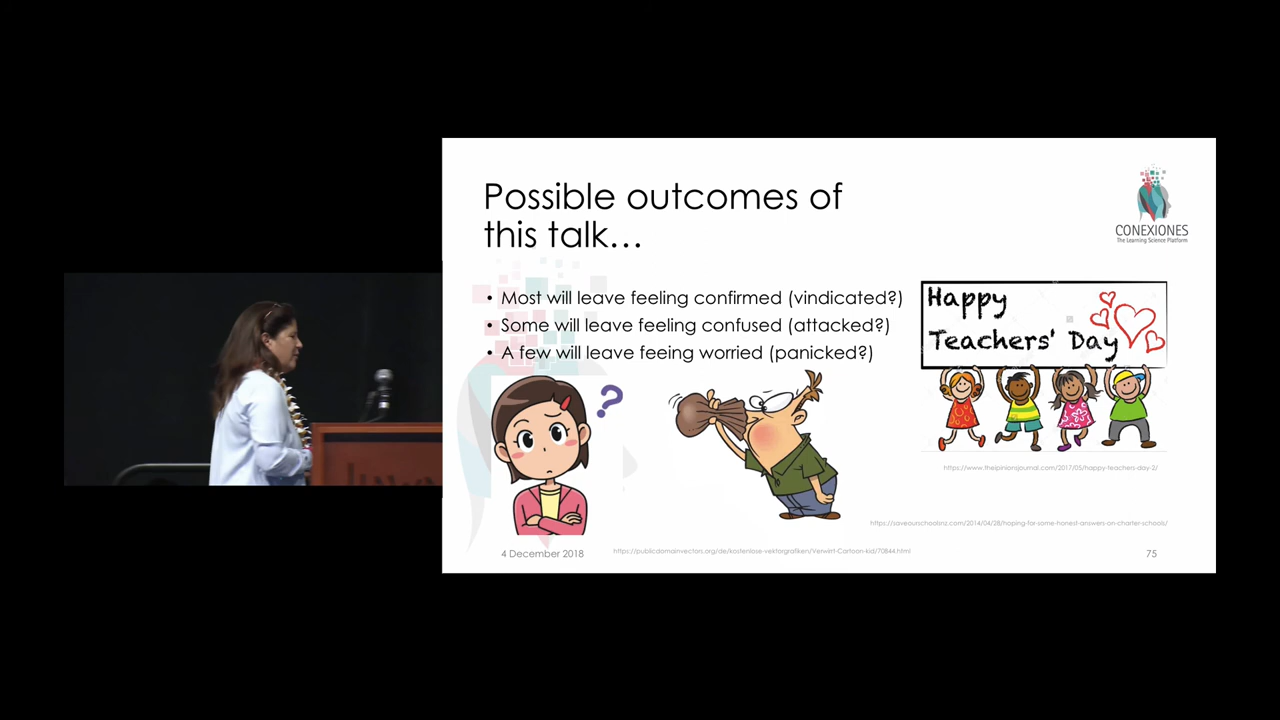 Possible outcomes of
this talk…
CONEXIONES
The Learning Science Platform
• Most will leave feeling confirmed (vindicated?)
• Some will leave feeling confused (attacked?)
• A few will leave feeing worried (panicked?)
Happy
Teachers' Day
?
https://www.theipinionsjournal.com/2017/05/happy-teachers-day-2/
https://saveourschoolsnz.com/2014/04/28/hoping-for-some-honest-answers-on-charter-schools/
4 December 2018
https://publicdomainvectors.org/de/kostenlose-vektorgrafiken/Verwirrt-Cartoon-kid/70844.html
75